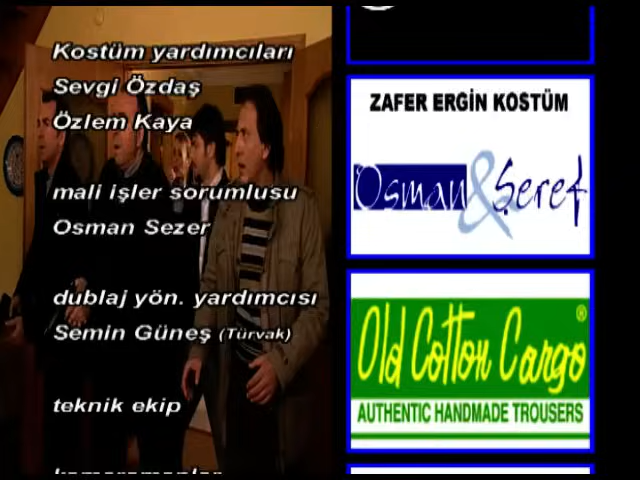 Kostüm yardımcıları
Sevgi Özdaş
Özlem Kaya
mali işler sorumlusu
Osman Sezer
dublaj yön. yardımcısı
Semin Güneş (Türvak)
teknik ekip
kameramanlar
ZAFER ERGİN KOSTÜM
Osman & Şeref
Old Cotton Cargo ®
AUTHENTIC HANDMADE TROUSERS